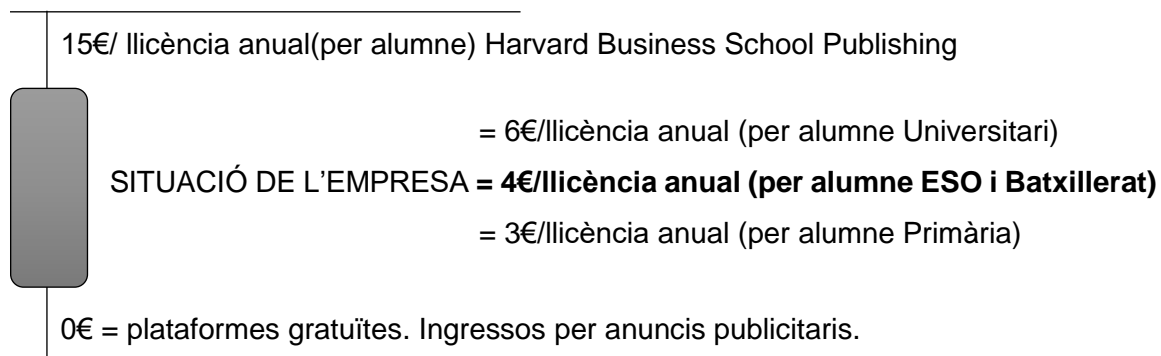 15€/ llicència anual(per alumne) Harvard Business School Publishing
= 6€/llicència anual (per alumne Universitari)
SITUACIÓ DE L’EMPRESA = 4€/llicència anual (per alumne ESO i Batxillerat)
= 3€/llicència anual (per alumne Primària)
0€ = plataformes gratuïtes. Ingressos per anuncis publicitaris.